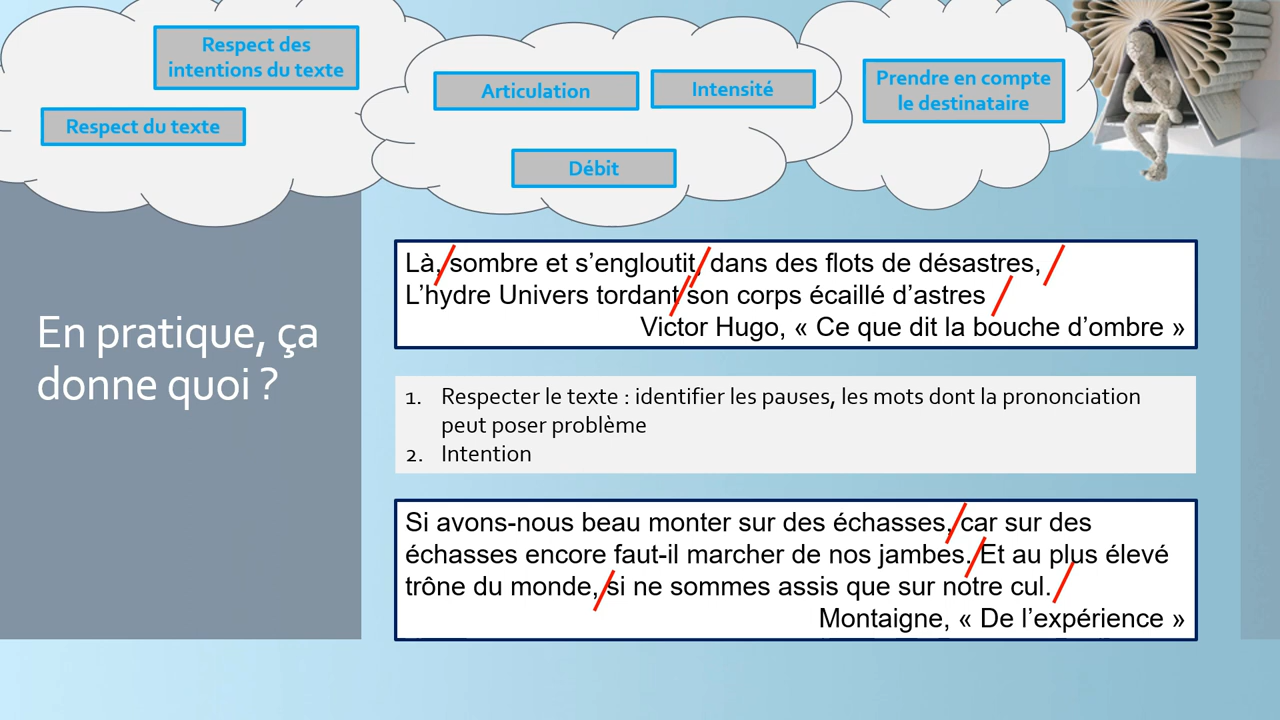 Respect des
intentions du texte
Respect du texte
Articulation
Intensité
Débit
Prendre en compte
le destinataire
En pratique, ça
donne quoi ?
Là, sombre et s’engloutit, dans des flots de désastres,
L’hydre Univers tordant son corps écaillé d’astres
Victor Hugo, « Ce que dit la bouche d’ombre »
1. Respecter le texte : identifier les pauses, les mots dont la prononciation
peut poser problème
2. Intention
Si avons-nous beau monter sur des échasses, car sur des
échasses encore faut-il marcher de nos jambes. Et au plus élevé
trône du monde, si ne sommes assis que sur notre cul.
Montaigne, « De l’expérience »